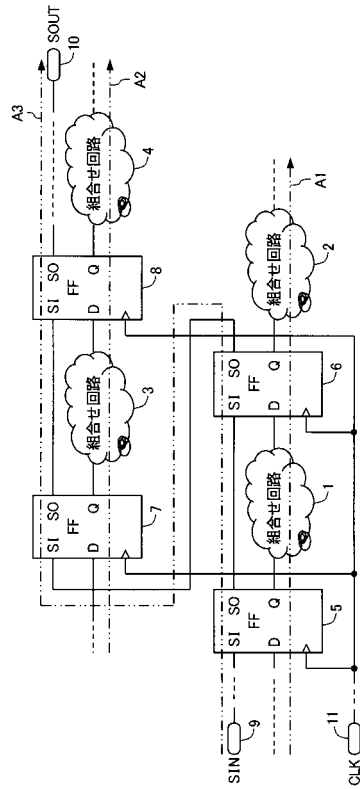 A3
SOUT
10
A2
組合せ回路
4
SI SO
FF
D Q
8
組合せ回路
3
SI SO
FF
D Q
7
A1
組合せ回路
2
SI SO
FF
D Q
6
組合せ回路
1
SI SO
FF
D Q
5
SIN
9
CLK
11